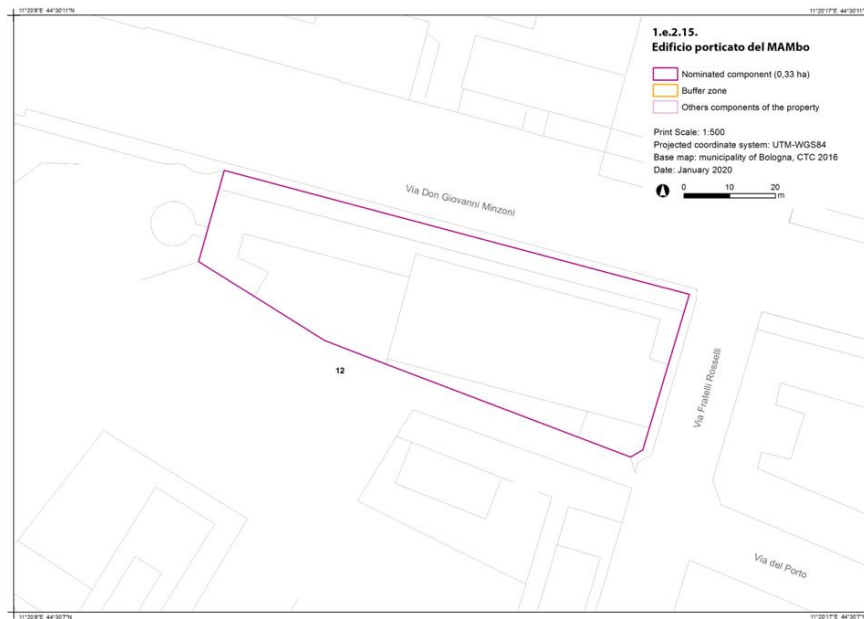 11°20'8"E 44°30'11"N
11°20'17"E 44°30'11"N
1.e.2.15.
Edificio porticato del MAMbo
Nominated component (0,33 ha)
Buffer zone
Others components of the property
Print Scale: 1:500
Projected coordinate system: UTM-WGS84
Base map: municipality of Bologna, CTC 2016
Date: January 2020
0 10 20
m
Via Don Giovanni Minzoni
12
Via Fratelli Rosselli
Via del Porto
11°20'8"E 44°30'7"N
11°20'17"E 44°30'7"N